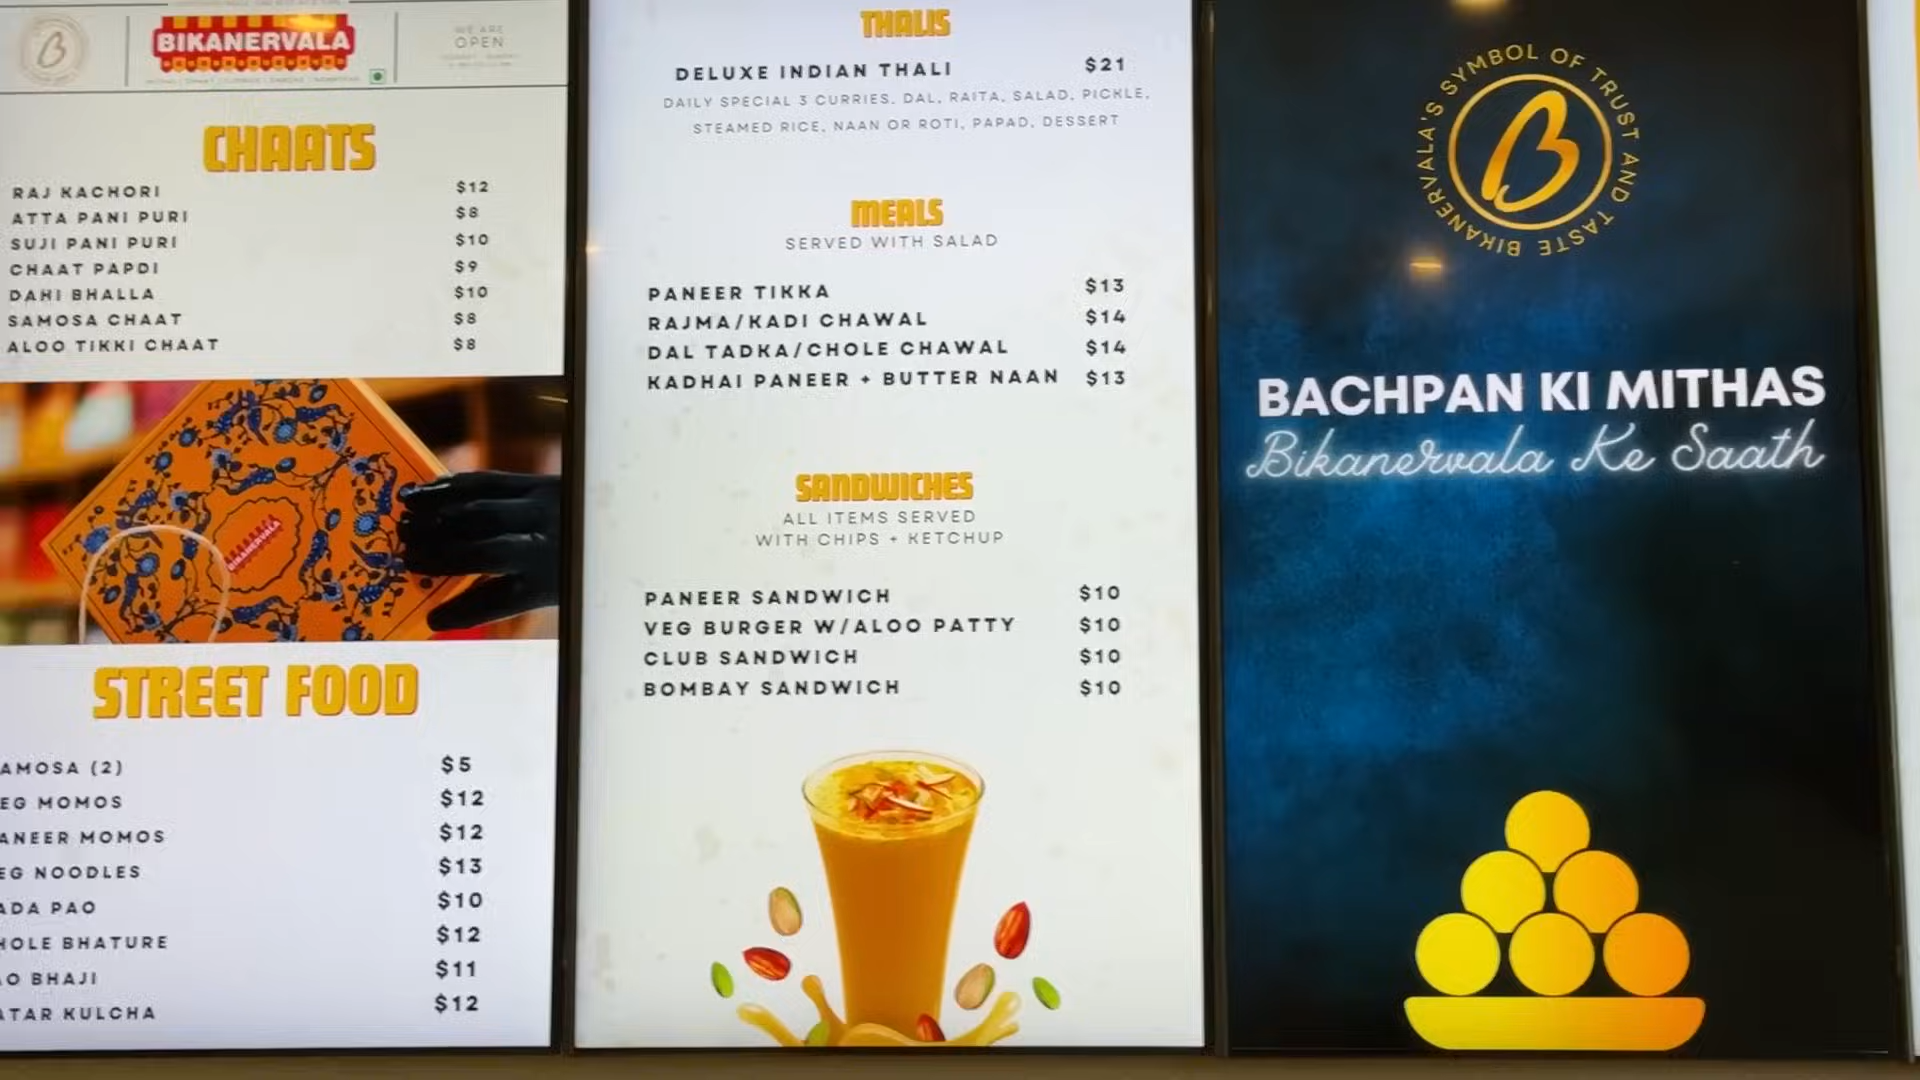 BIKANERVALA
WE ARE
OPEN
CHAATS
RAJ KACHORI $12
ATTA PANI PURI $8
SUJI PANI PURI $10
CHAAT PAPDI $9
DAHI BHALLA $10
SAMOSA CHAAT $8
ALOO TIKKI CHAAT $8
BIKANERVALA
STREET FOOD
AMOSA (2) $5
EG MOMOS $12
ANEER MOMOS $12
EG NOODLES $13
ADA PAO $10
HOLE BHATURE $12
AO BHAJI $11
ATAR KULCHA $12
THALIS
DELUXE INDIAN THALI $21
DAILY SPECIAL 3 CURRIES, DAL, RAITA, SALAD, PICKLE,
STEAMED RICE, NAAN OR ROTI, PAPAD, DESSERT
MEALS
SERVED WITH SALAD
PANEER TIKKA $13
RAJMA/KADI CHAWAL $14
DAL TADKA/CHOLE CHAWAL $14
KADHAI PANEER + BUTTER NAAN $13
SANDWICHES
ALL ITEMS SERVED
WITH CHIPS + KETCHUP
PANEER SANDWICH $10
VEG BURGER W/ALOO PATTY $10
CLUB SANDWICH $10
BOMBAY SANDWICH $10
BIKANERVALA'S SYMBOL OF TRUST AND TASTE
B
BACHPAN KI MITHAS
Bikanervala Ke Saath